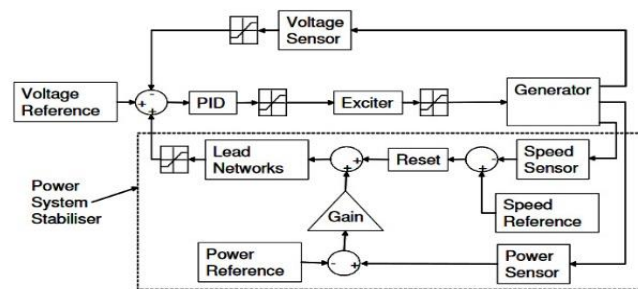 Voltage
Sensor
Voltage
Reference
-
+ +
PID
Exciter
Generator
Lead
Networks
+ +
Reset
-
+
Speed
Sensor
Power
System
Stabiliser
Gain
Speed
Reference
Power
Reference
- +
Power
Sensor